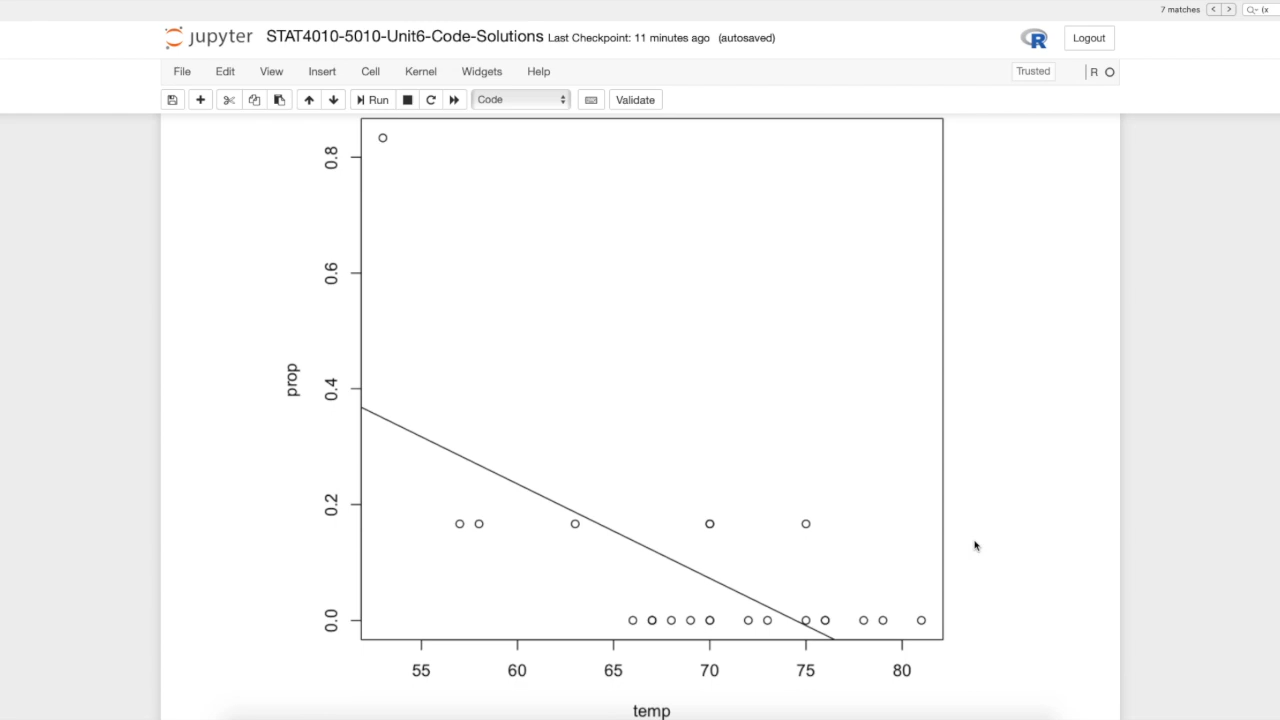 7 matches < > (x
jupyter STAT4010-5010-Unit6-Code-Solutions Last Checkpoint: 11 minutes ago (autosaved) R Logout
File Edit View Insert Cell Kernel Widgets Help Trusted R
Run Code Validate
0.8
0.6
0.4
0.2
0.0
prop
55 60 65 70 75 80
temp